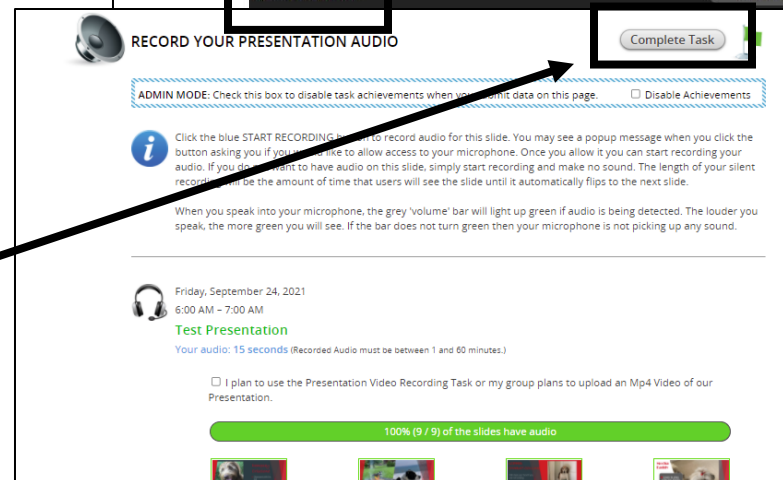 RECORD YOUR PRESENTATION AUDIO
Complete Task
ADMIN MODE: Check this box to disable task achievements when you submit data on this page.
Disable Achievements
Click the blue START RECORDING button to record audio for this slide. You may see a popup message when you click the
button asking you if you would like to allow access to your microphone. Once you allow it you can start recording your
audio. If you do not want to have audio on this slide, simply start recording and make no sound. The length of your silent
recording will be the amount of time that users will see the slide until it automatically flips to the next slide.
When you speak into your microphone, the grey 'volume' bar will light up green if audio is being detected. The louder you
speak, the more green you will see. If the bar does not turn green then your microphone is not picking up any sound.
Friday, September 24, 2021
6:00 AM – 7:00 AM
Test Presentation
Your audio: 15 seconds (Recorded Audio must be between 1 and 60 minutes.)
I plan to use the Presentation Video Recording Task or my group plans to upload an Mp4 Video of our
Presentation.
100% (9 / 9) of the slides have audio